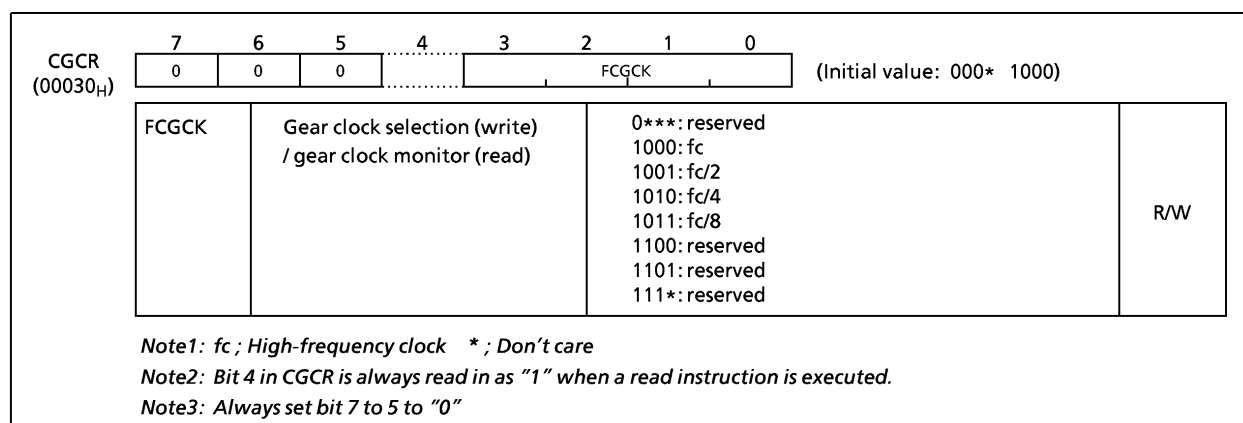 7 6 5 4 3 2 1 0
CGCR
(00030H)
0 0 0 FCGCK
(Initial value: 000* 1000)
FCGCK
Gear clock selection (write)
/ gear clock monitor (read)
0***: reserved
1000: fc
1001: fc/2
1010: fc/4
1011: fc/8
1100: reserved
1101: reserved
111*: reserved
R/W
Note1: fc ; High-frequency clock * ; Don't care
Note2: Bit 4 in CGCR is always read in as "1" when a read instruction is executed.
Note3: Always set bit 7 to 5 to "0"